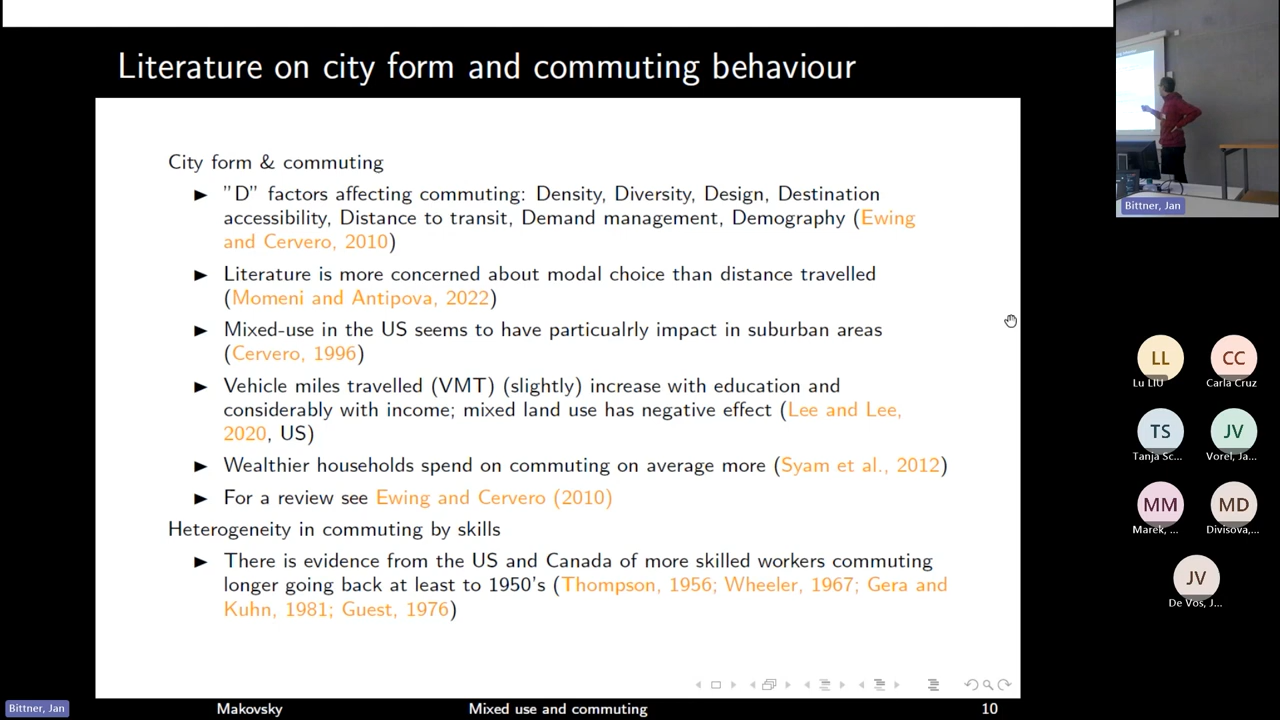 Literature on city form and commuting behaviour
City form & commuting
► "D" factors affecting commuting: Density, Diversity, Design, Destination
accessibility, Distance to transit, Demand management, Demography (Ewing
and Cervero, 2010)
► Literature is more concerned about modal choice than distance travelled
(Momeni and Antipova, 2022)
► Mixed-use in the US seems to have particualrly impact in suburban areas
(Cervero, 1996)
► Vehicle miles travelled (VMT) (slightly) increase with education and
considerably with income; mixed land use has negative effect (Lee and Lee,
2020, US)
► Wealthier households spend on commuting on average more (Syam et al., 2012)
► For a review see Ewing and Cervero (2010)
Heterogeneity in commuting by skills
► There is evidence from the US and Canada of more skilled workers commuting
longer going back at least to 1950's (Thompson, 1956; Wheeler, 1967; Gera and
Kuhn, 1981; Guest, 1976)
Makovsky Mixed use and commuting 10
Bittner, Jan
Bittner, Jan
LL CC
Lu LIU Carla Cruz
TS JV
Tanja Sc... Vorel, Ja...
MM MD
Marek, ... Divisova,...
JV
De Vos, J...